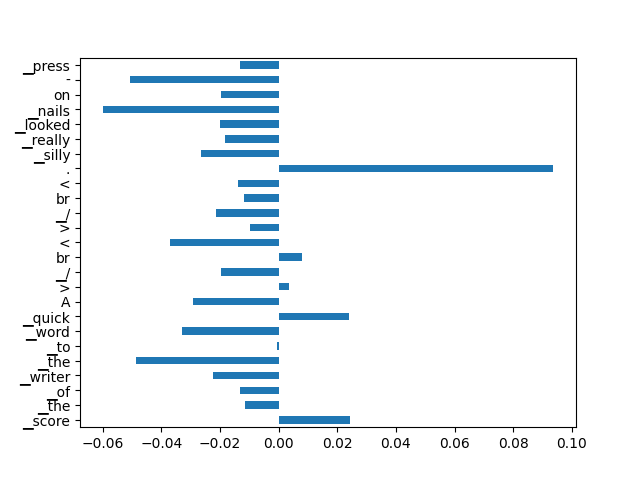 ▁press
-
on
▁nails
▁looked
▁really
▁silly
.
<
br
▁/
>
<
br
▁/
>
A
▁quick
▁word
▁to
▁the
▁writer
▁of
▁the
▁score
−0.06 −0.04 −0.02 0.00 0.02 0.04 0.06 0.08 0.10